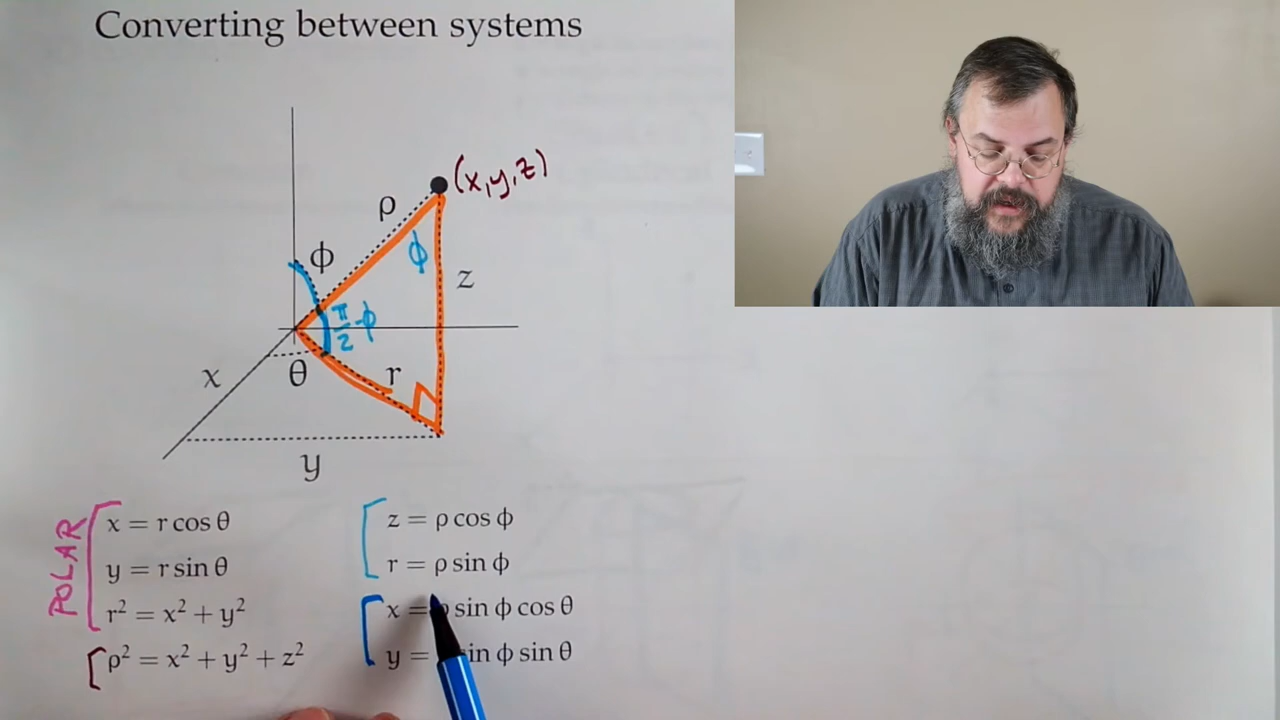 Converting between systems
(x,y,z)
ρ
ϕ
ϕ
z
π/2-ϕ
x
θ
r
y
POLAR
x = r cos θ
y = r sin θ
r² = x² + y²
ρ² = x² + y² + z²
z = ρ cos ϕ
r = ρ sin ϕ
x = ρ sin ϕ cos θ
y = sin ϕ sin θ